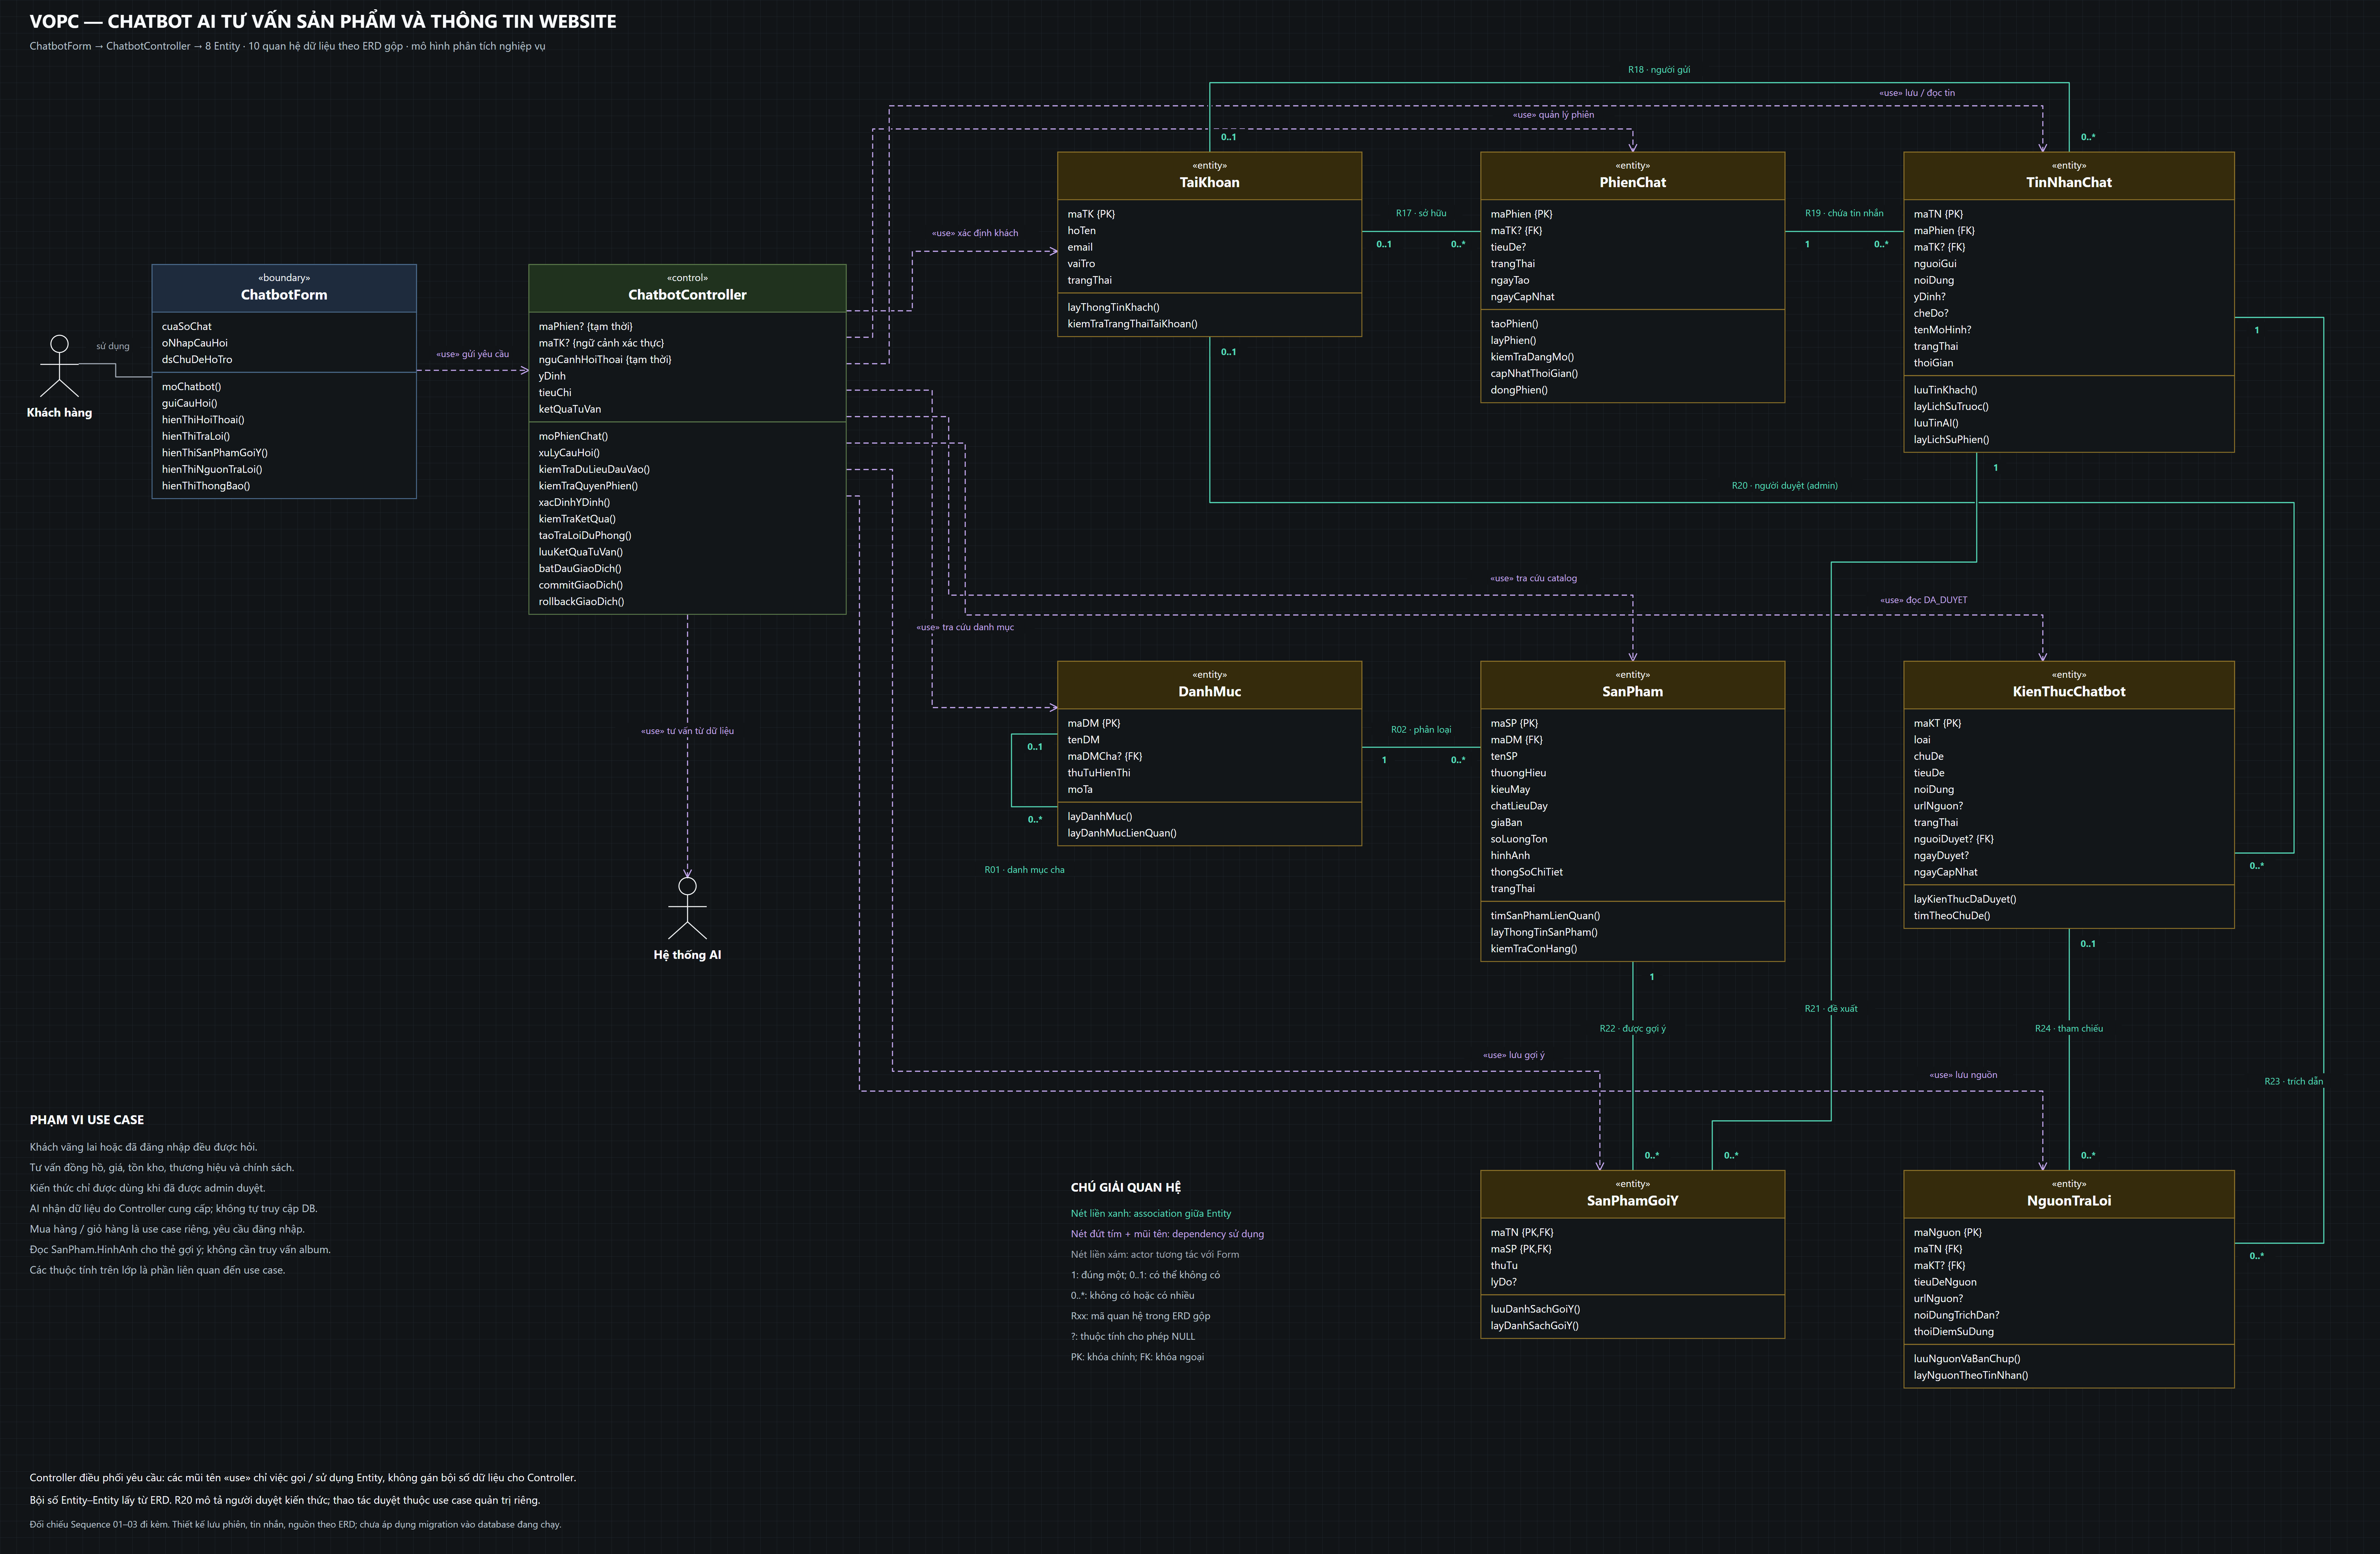 VOPC — CHATBOT AI TƯ VẤN SẢN PHẨM VÀ THÔNG TIN WEBSITE
ChatbotForm → ChatbotController → 8 Entity · 10 quan hệ dữ liệu theo ERD gộp · mô hình phân tích nghiệp vụ
R18 · người gửi
«use» lưu / đọc tin
«use» quản lý phiên
0..1
0..*
«entity»
TaiKhoan
maTK {PK}
hoTen
email
vaiTro
trangThai
layThongTinKhach()
kiemTraTrangThaiTaiKhoan()
R17 · sở hữu
0..1
0..*
«entity»
PhienChat
maPhien {PK}
maTK? {FK}
tieuDe?
trangThai
ngayTao
ngayCapNhat
taoPhien()
layPhien()
kiemTraDangMo()
capNhatThoiGian()
dongPhien()
R19 · chứa tin nhắn
1
0..*
«entity»
TinNhanChat
maTN {PK}
maPhien {FK}
maTK? {FK}
nguoiGui
noiDung
yDinh?
cheDo?
tenMoHinh?
trangThai
thoiGian
luuTinKhach()
layLichSuTruoc()
luuTinAI()
layLichSuPhien()
1
1
«use» xác định khách
Khách hàng
sử dụng
«boundary»
ChatbotForm
cuaSoChat
oNhapCauHoi
dsChuDeHoTro
moChatbot()
guiCauHoi()
hienThiHoiThoai()
hienThiTraLoi()
hienThiSanPhamGoiY()
hienThiNguonTraLoi()
hienThiThongBao()
«use» gửi yêu cầu
«control»
ChatbotController
maPhien? {tạm thời}
maTK? {ngữ cảnh xác thực}
nguCanhHoiThoai {tạm thời}
yDinh
tieuChi
ketQuaTuVan
moPhienChat()
xuLyCauHoi()
kiemTraDuLieuDauVao()
kiemTraQuyenPhien()
xacDinhYDinh()
kiemTraKetQua()
taoTraLoiDuPhong()
luuKetQuaTuVan()
batDauGiaoDich()
commitGiaoDich()
rollbackGiaoDich()
0..1
R20 · người duyệt (admin)
«use» tra cứu catalog
«use» đọc DA_DUYET
«use» tra cứu danh mục
«use» tư vấn từ dữ liệu
Hệ thống AI
«entity»
DanhMuc
maDM {PK}
tenDM
maDMCha? {FK}
thuTuHienThi
moTa
layDanhMuc()
layDanhMucLienQuan()
0..1
0..*
R01 · danh mục cha
R02 · phân loại
1
0..*
«entity»
SanPham
maSP {PK}
maDM {FK}
tenSP
thuongHieu
kieuMay
chatLieuDay
giaBan
soLuongTon
hinhAnh
thongSoChiTiet
trangThai
timSanPhamLienQuan()
layThongTinSanPham()
kiemTraConHang()
«entity»
KienThucChatbot
maKT {PK}
loai
chuDe
tieuDe
noiDung
urlNguon?
trangThai
nguoiDuyet? {FK}
ngayDuyet?
ngayCapNhat
layKienThucDaDuyet()
timTheoChuDe()
0..*
0..1
1
R21 · đề xuất
R22 · được gợi ý
R24 · tham chiếu
«use» lưu gợi ý
«use» lưu nguồn
R23 · trích dẫn
0..*
0..*
0..*
«entity»
SanPhamGoiY
maTN {PK,FK}
maSP {PK,FK}
thuTu
lyDo?
luuDanhSachGoiY()
layDanhSachGoiY()
«entity»
NguonTraLoi
maNguon {PK}
maTN {FK}
maKT? {FK}
tieuDeNguon
urlNguon?
noiDungTrichDan?
thoiDiemSuDung
luuNguonVaBanChup()
layNguonTheoTinNhan()
0..*
PHẠM VI USE CASE
Khách vãng lai hoặc đã đăng nhập đều được hỏi.
Tư vấn đồng hồ, giá, tồn kho, thương hiệu và chính sách.
Kiến thức chỉ được dùng khi đã được admin duyệt.
AI nhận dữ liệu do Controller cung cấp; không tự truy cập DB.
Mua hàng / giỏ hàng là use case riêng, yêu cầu đăng nhập.
Đọc SanPham.HinhAnh cho thẻ gợi ý; không cần truy vấn album.
Các thuộc tính trên lớp là phần liên quan đến use case.
CHÚ GIẢI QUAN HỆ
Nét liền xanh: association giữa Entity
Nét đứt tím + mũi tên: dependency sử dụng
Nét liền xám: actor tương tác với Form
1: đúng một; 0..1: có thể không có
0..*: không có hoặc có nhiều
Rxx: mã quan hệ trong ERD gộp
?: thuộc tính cho phép NULL
PK: khóa chính; FK: khóa ngoại
Controller điều phối yêu cầu: các mũi tên «use» chỉ việc gọi / sử dụng Entity, không gán bội số dữ liệu cho Controller.
Bội số Entity–Entity lấy từ ERD. R20 mô tả người duyệt kiến thức; thao tác duyệt thuộc use case quản trị riêng.
Đối chiếu Sequence 01–03 đi kèm. Thiết kế lưu phiên, tin nhắn, nguồn theo ERD; chưa áp dụng migration vào database đang chạy.